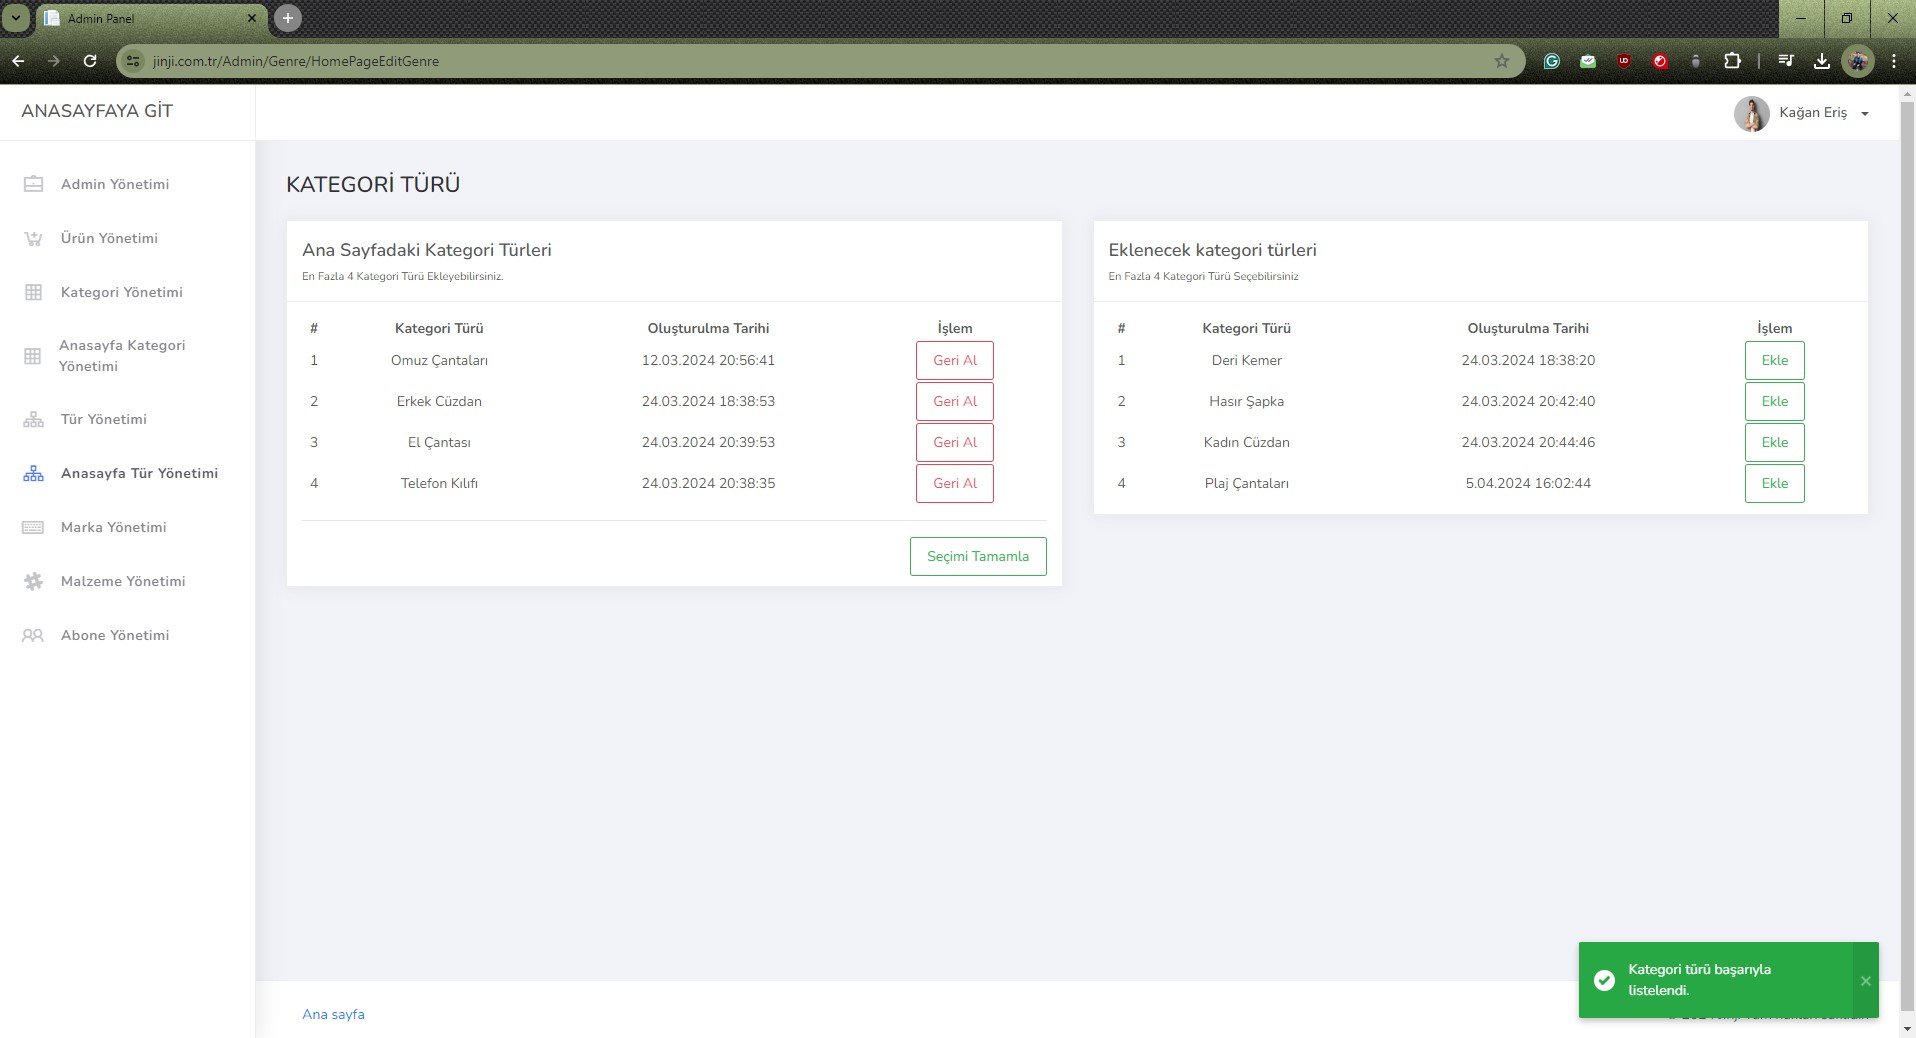 Admin Panel
jinji.com.tr/Admin/Genre/HomePageEditGenre
ANASAYFAYA GİT
Kağan Eriş
Admin Yönetimi
Ürün Yönetimi
Kategori Yönetimi
Anasayfa Kategori
Yönetimi
Tür Yönetimi
Anasayfa Tür Yönetimi
Marka Yönetimi
Malzeme Yönetimi
Abone Yönetimi
KATEGORİ TÜRÜ
Ana Sayfadaki Kategori Türleri
En Fazla 4 Kategori Türü Ekleyebilirsiniz.
# Kategori Türü Oluşturulma Tarihi İşlem
1 Omuz Çantaları 12.03.2024 20:56:41 Geri Al
2 Erkek Cüzdan 24.03.2024 18:38:53 Geri Al
3 El Çantası 24.03.2024 20:39:53 Geri Al
4 Telefon Kılıfı 24.03.2024 20:38:35 Geri Al
Seçimi Tamamla
Eklenecek kategori türleri
En Fazla 4 Kategori Türü Seçebilirsiniz
# Kategori Türü Oluşturulma Tarihi İşlem
1 Deri Kemer 24.03.2024 18:38:20 Ekle
2 Hasır Şapka 24.03.2024 20:42:40 Ekle
3 Kadın Cüzdan 24.03.2024 20:44:46 Ekle
4 Plaj Çantaları 5.04.2024 16:02:44 Ekle
Kategori türü başarıyla
listelendi.
Ana sayfa